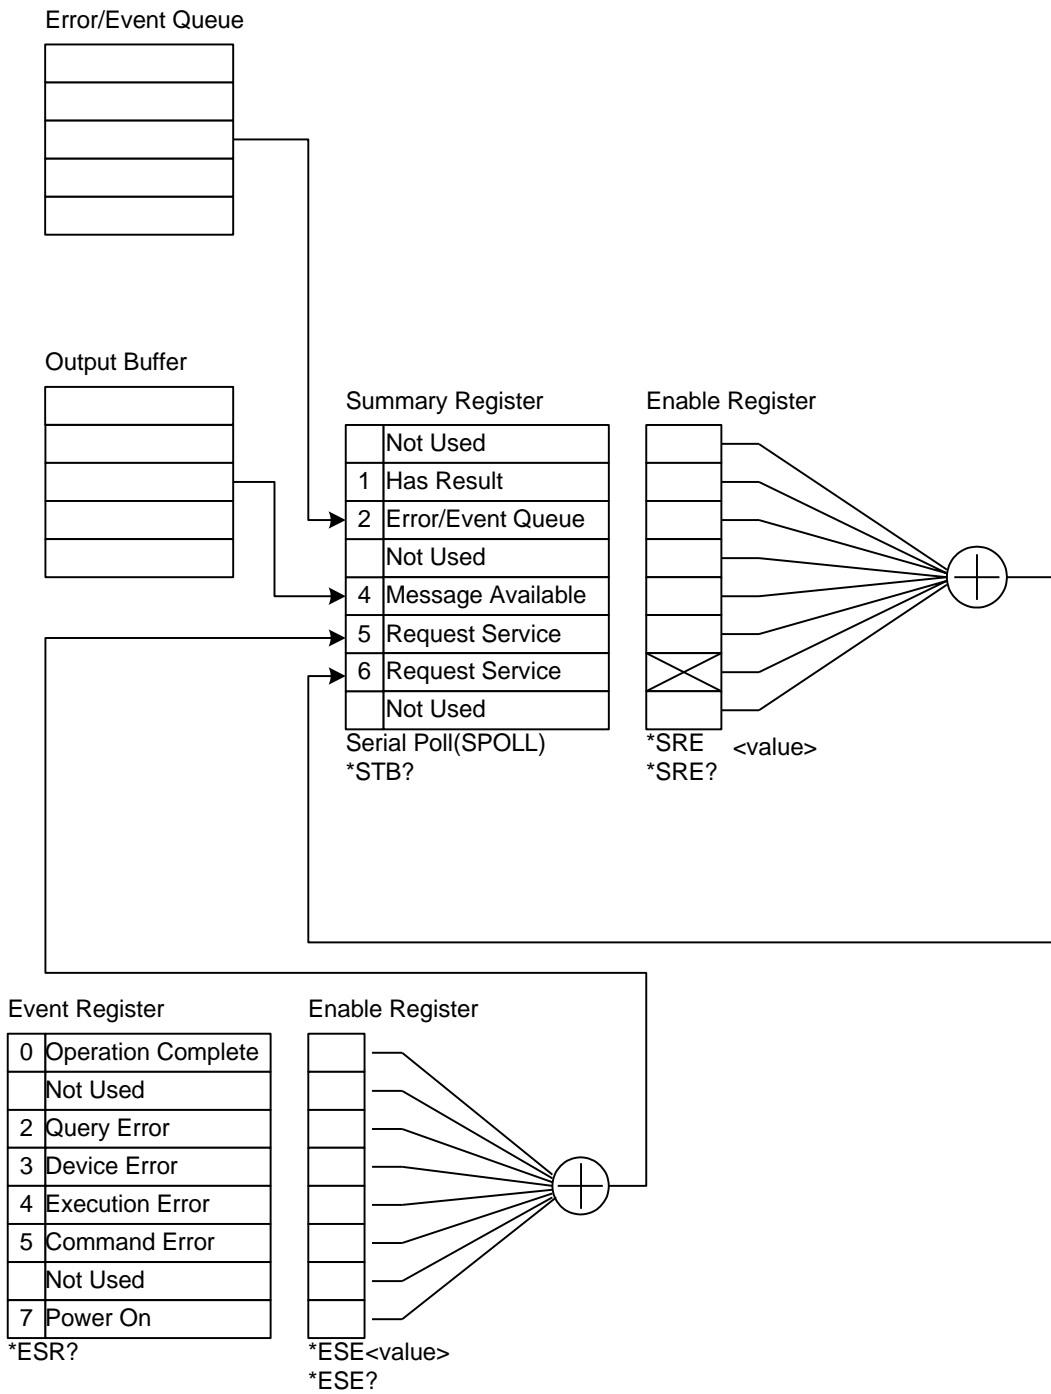 Error/Event Queue
Output Buffer
Summary Register
Not Used
1 Has Result
2 Error/Event Queue
Not Used
4 Message Available
5 Request Service
6 Request Service
Not Used
Serial Poll(SPOLL)
*STB?
Enable Register
*SRE <value>
*SRE?
Event Register
0 Operation Complete
Not Used
2 Query Error
3 Device Error
4 Execution Error
5 Command Error
Not Used
7 Power On
*ESR?
Enable Register
*ESE<value>
*ESE?